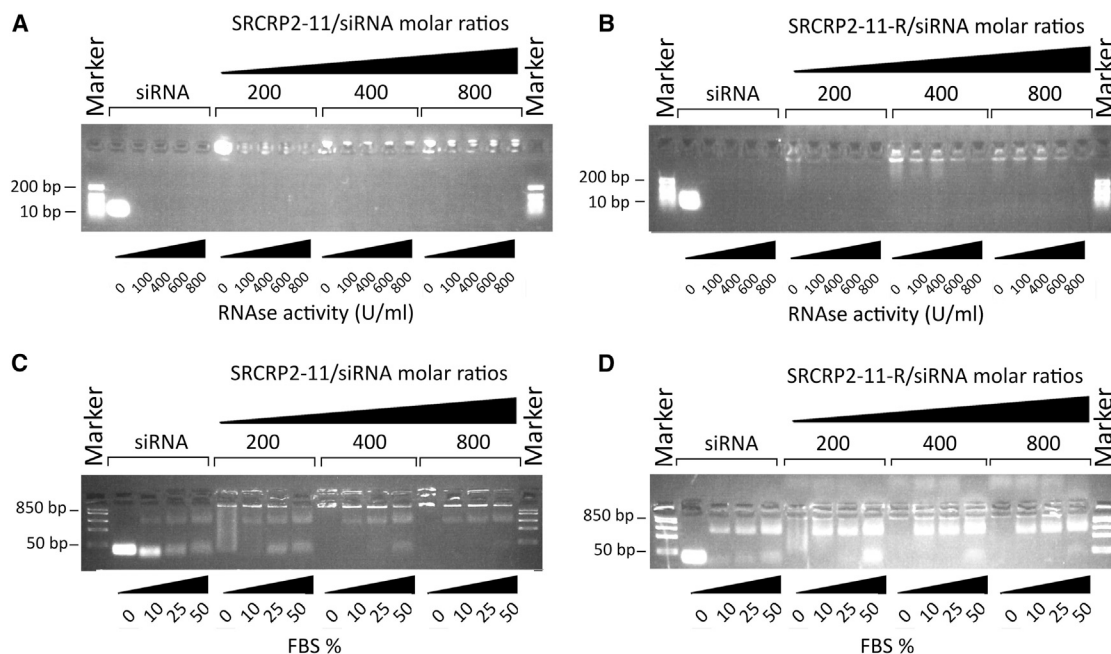 A
SRCRP2-11/siRNA molar ratios
Marker
siRNA
200
400
800
Marker
200 bp
10 bp
0
100
400
600
800
0
100
400
600
800
0
100
400
600
800
0
100
400
600
800
RNAse activity (U/ml)
B
SRCRP2-11-R/siRNA molar ratios
Marker
siRNA
200
400
800
Marker
200 bp
10 bp
0
100
400
600
800
0
100
400
600
800
0
100
400
600
800
0
100
400
600
800
RNAse activity (U/ml)
C
SRCRP2-11/siRNA molar ratios
Marker
siRNA
200
400
800
Marker
850 bp
50 bp
0
10
25
50
0
10
25
50
0
10
25
50
0
10
25
50
FBS %
D
SRCRP2-11-R/siRNA molar ratios
Marker
siRNA
200
400
800
Marker
850 bp
50 bp
0
10
25
50
0
10
25
50
0
10
25
50
0
10
25
50
FBS %